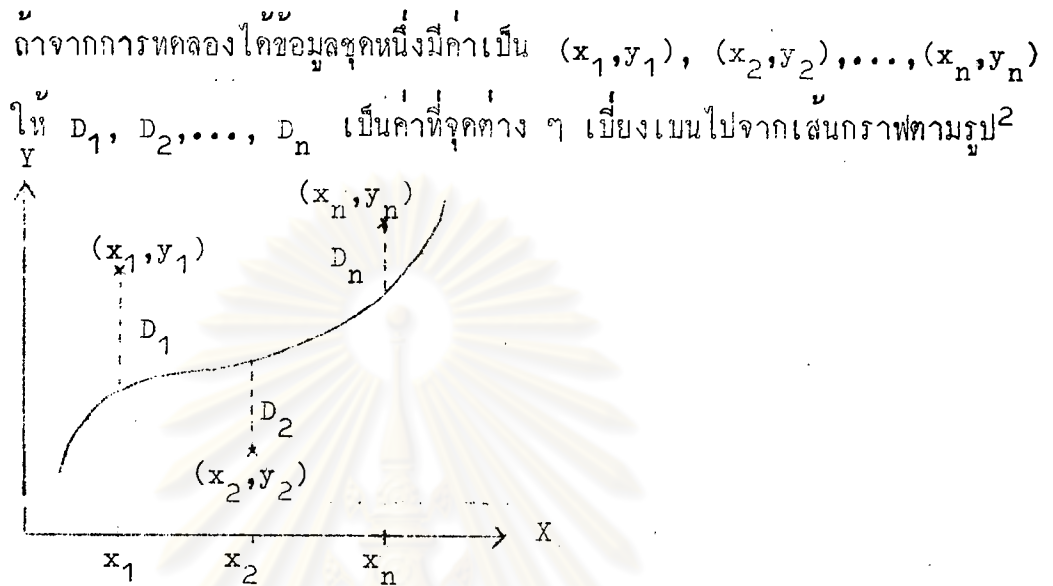 ถ้าจากการทดลองได้ข้อมูลชุดหนึ่งมีค่าเป็น (x₁,y₁), (x₂,y₂),...,(xₙ,yₙ)
ให้ D₁, D₂,..., Dₙ เป็นค่าที่จุดต่าง ๆ เบี่ยงเบนไปจากเส้นกราฟตามรูป²
Y
(xₙ,yₙ)
(x₁,y₁)
Dₙ
D₁
D₂
(x₂,y₂)
X
x₁ x₂ xₙ